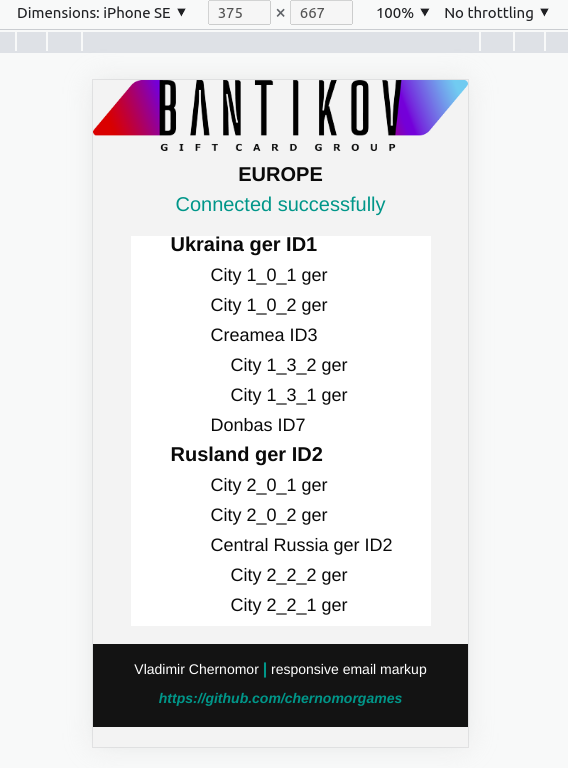 Dimensions: iPhone SE ▼ 375 × 667 100% ▼ No throttling ▼
BANTIKOV
GIFT CARD GROUP
EUROPE
Connected successfully
Ukraina ger ID1
City 1_0_1 ger
City 1_0_2 ger
Creamea ID3
City 1_3_2 ger
City 1_3_1 ger
Donbas ID7
Rusland ger ID2
City 2_0_1 ger
City 2_0_2 ger
Central Russia ger ID2
City 2_2_2 ger
City 2_2_1 ger
Vladimir Chernomor | responsive email markup
https://github.com/chernomorgames